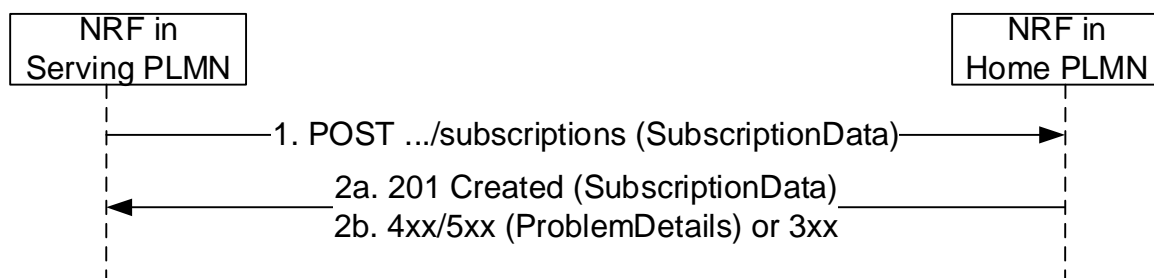 NRF in
Serving PLMN
NRF in
Home PLMN
1. POST .../subscriptions (SubscriptionData)
2a. 201 Created (SubscriptionData)
2b. 4xx/5xx (ProblemDetails) or 3xx